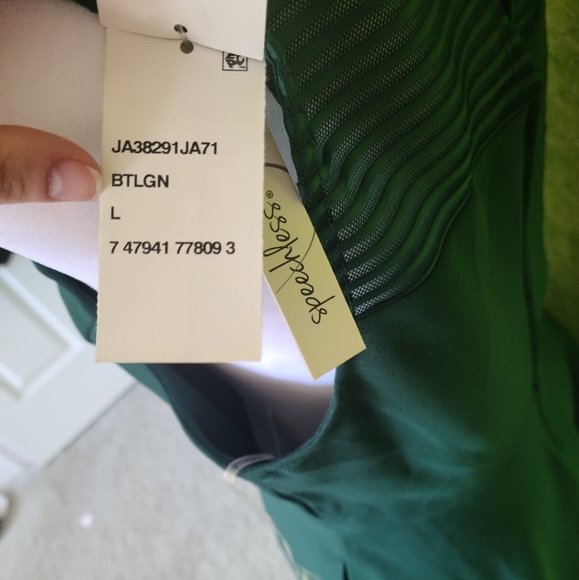 JA38291JA71
BTLGN
L
7 47941 77809 3
speechless®